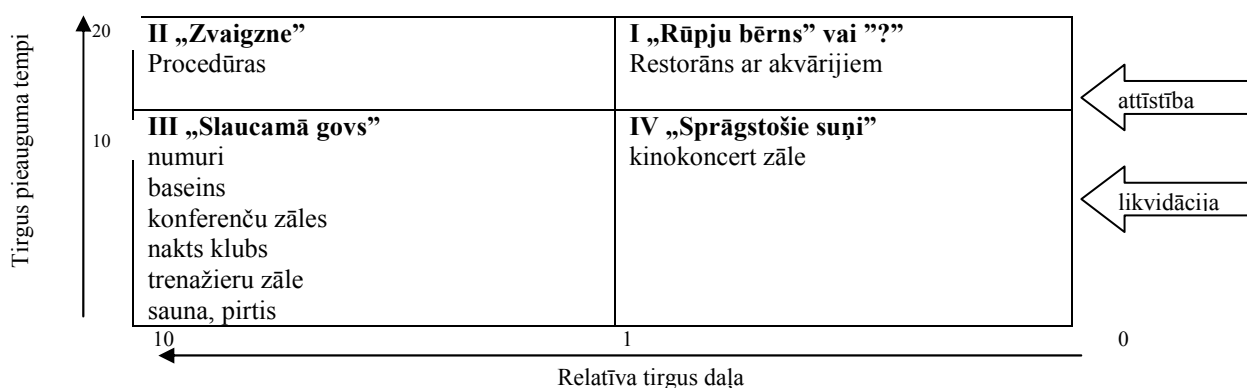 Tirgus pieauguma tempi
20
10
II „Zvaigzne”
Procedūras
I „Rūpju bērns” vai ”?”
Restorāns ar akvārijiem
attīstība
III „Slaucamā govs”
numuri
baseins
konferenču zāles
nakts klubs
trenažieru zāle
sauna, pirtis
IV „Sprāgstošie suņi”
kinokoncert zāle
likvidācija
10
1
0
Relatīva tirgus daļa